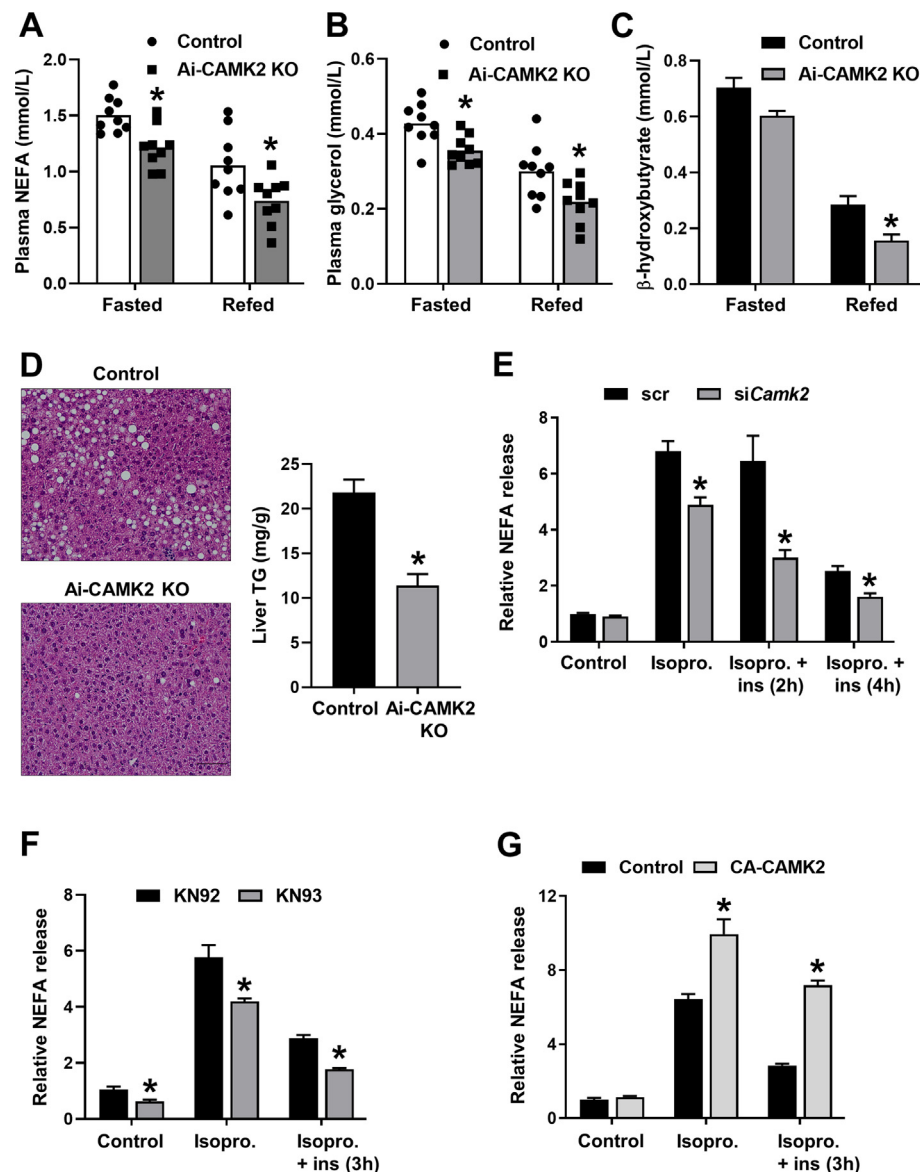 A
Control
Ai-CAMK2 KO
Plasma NEFA (mmol/L)
2.0
1.5
1.0
0.5
0.0
*
*
Fasted
Refed
B
Control
Ai-CAMK2 KO
Plasma glycerol (mmol/L)
0.6
0.4
0.2
0.0
*
*
Fasted
Refed
C
Control
Ai-CAMK2 KO
β-hydroxybutyrate (mmol/L)
0.8
0.6
0.4
0.2
0.0
*
Fasted
Refed
D
Control
Ai-CAMK2 KO
Liver TG (mg/g)
25
20
15
10
5
0
*
Control
Ai-CAMK2
KO
E
scr
siCamk2
Relative NEFA release
8
6
4
2
0
*
*
*
Control
Isopro.
Isopro. +
ins (2h)
Isopro. +
ins (4h)
F
KN92
KN93
Relative NEFA release
8
6
4
2
0
*
*
*
Control
Isopro.
Isopro.
+ ins (3h)
G
Control
CA-CAMK2
Relative NEFA release
12
8
4
0
*
*
Control
Isopro.
Isopro.
+ ins (3h)